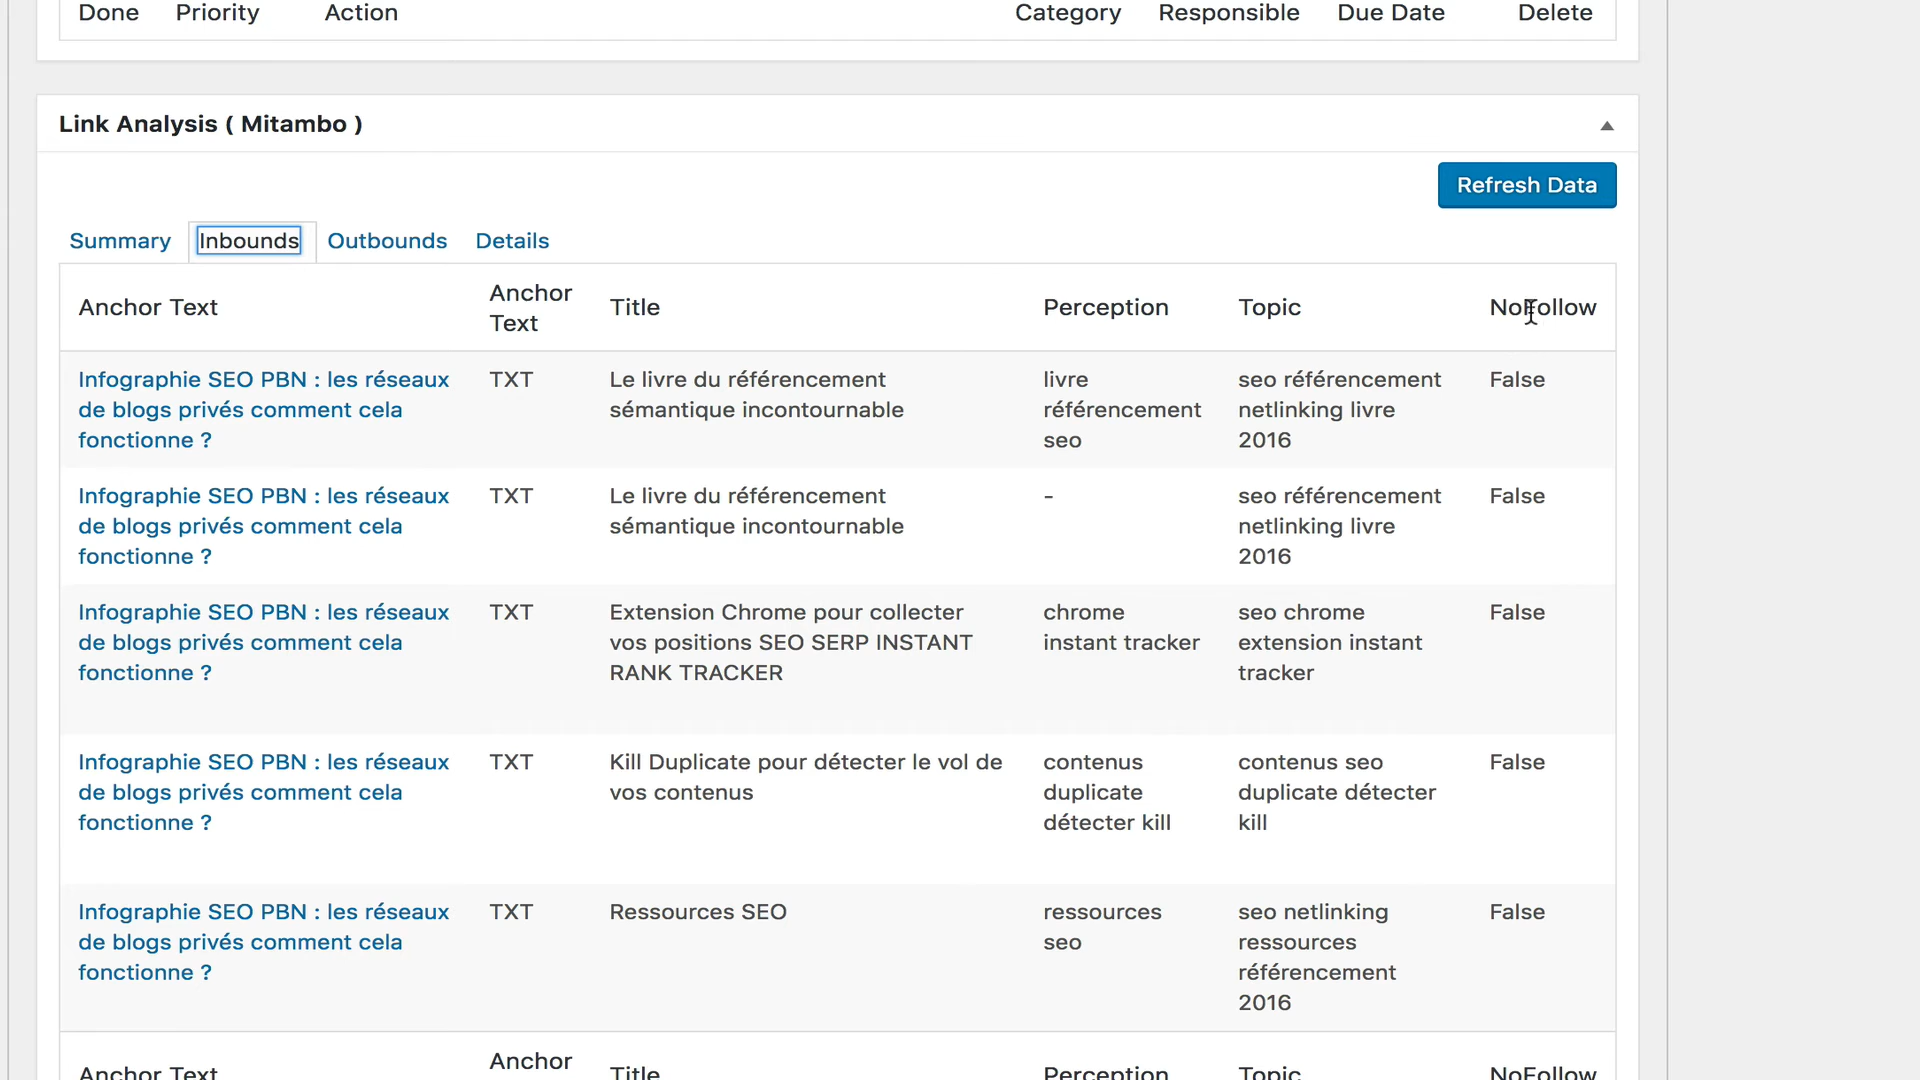 Done Priority Action Category Responsible Due Date Delete
Link Analysis ( Mitambo )
Refresh Data
Summary Inbounds Outbounds Details
Anchor Text
Anchor
Text
Title Perception Topic NoFollow
Infographie SEO PBN : les réseaux
de blogs privés comment cela
fonctionne ?
TXT
Le livre du référencement
sémantique incontournable
livre
référencement
seo
seo référencement
netlinking livre
2016
False
Infographie SEO PBN : les réseaux
de blogs privés comment cela
fonctionne ?
TXT
Le livre du référencement
sémantique incontournable
-
seo référencement
netlinking livre
2016
False
Infographie SEO PBN : les réseaux
de blogs privés comment cela
fonctionne ?
TXT
Extension Chrome pour collecter
vos positions SEO SERP INSTANT
RANK TRACKER
chrome
instant tracker
seo chrome
extension instant
tracker
False
Infographie SEO PBN : les réseaux
de blogs privés comment cela
fonctionne ?
TXT
Kill Duplicate pour détecter le vol de
vos contenus
contenus
duplicate
détecter kill
contenus seo
duplicate détecter
kill
False
Infographie SEO PBN : les réseaux
de blogs privés comment cela
fonctionne ?
TXT
Ressources SEO
ressources
seo
seo netlinking
ressources
référencement
2016
False
Anchor Text
Anchor
Title Perception Topic NoFollow